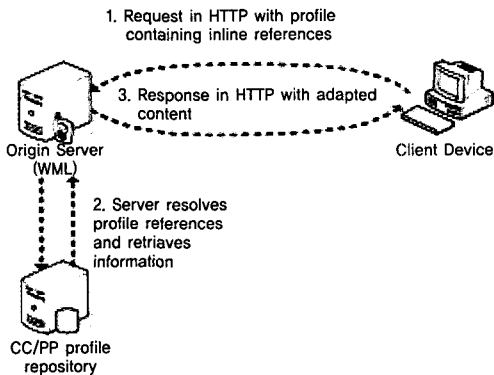 1. Request in HTTP with profile
containing inline references
3. Response in HTTP with adapted
content
Origin Server
(WML)
Client Device
2. Server resolves
profile references
and retriaves
information
CC/PP profile
repository